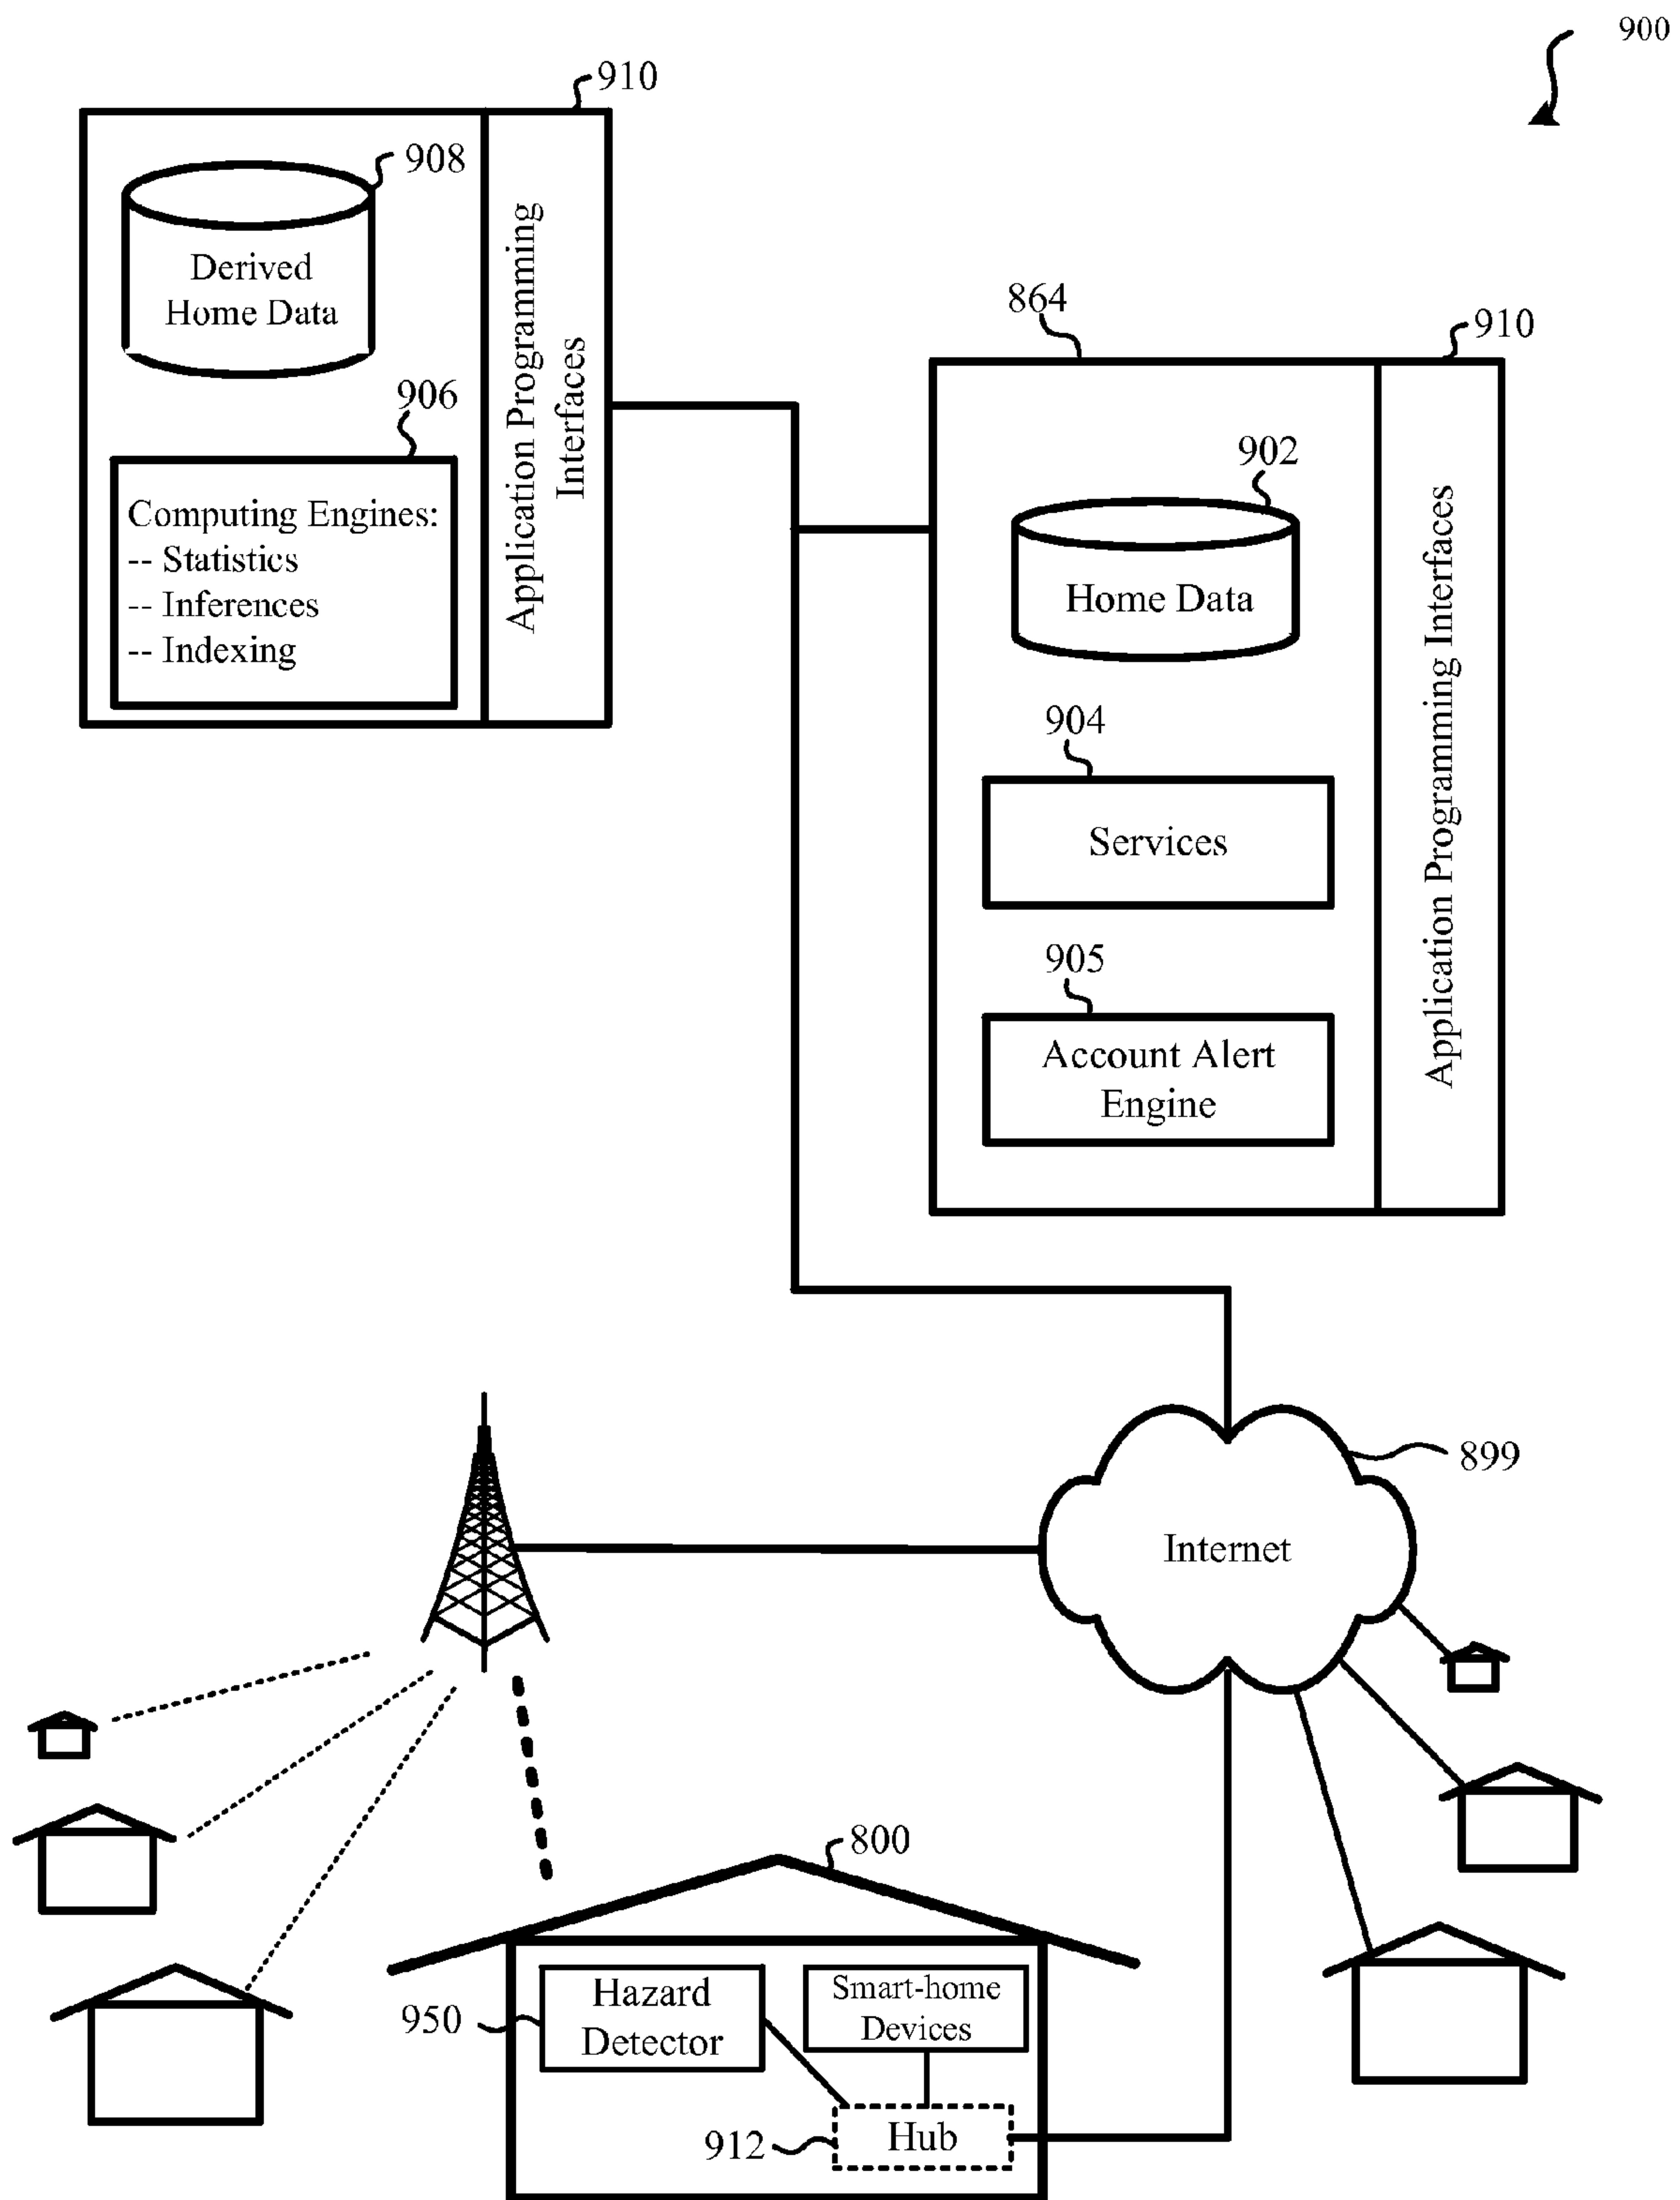 900
910
908
Derived
Home Data
906
Computing Engines:
-- Statistics
-- Inferences
-- Indexing
Application Programming
Interfaces
864
910
902
Home Data
904
Services
905
Account Alert
Engine
Application Programming Interfaces
899
Internet
800
Hazard
Detector
950
Smart-home
Devices
912
Hub